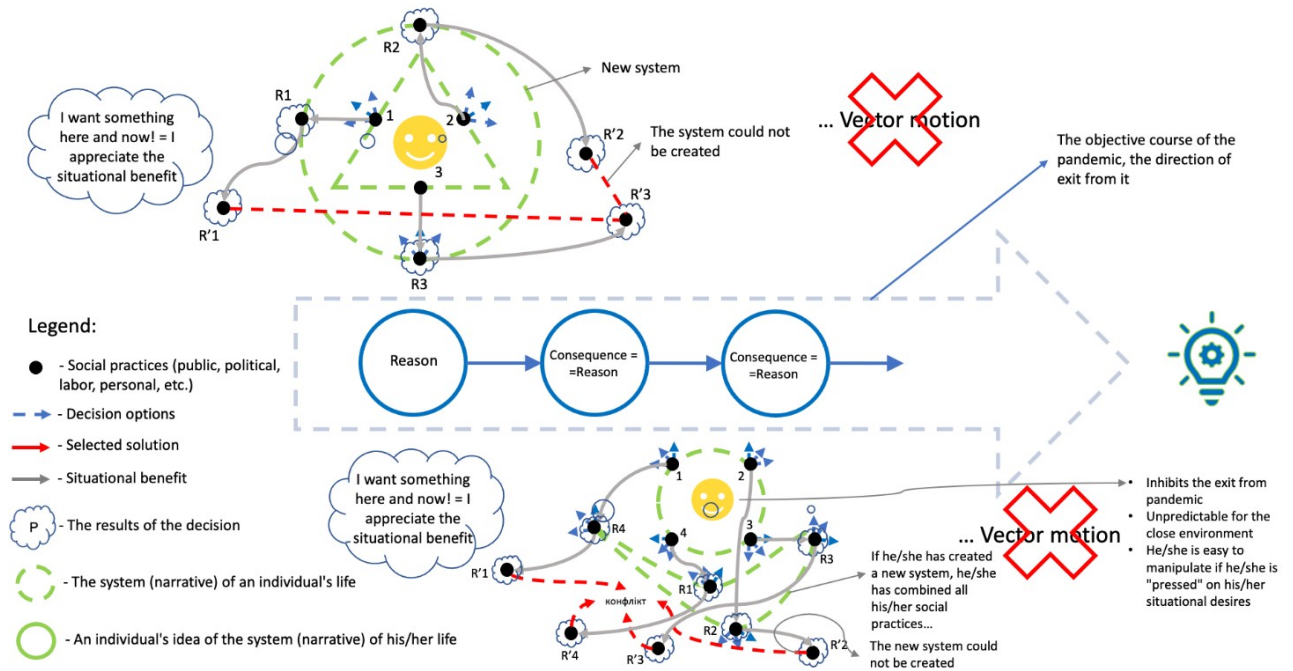 R2
New system
R1
1
2
I want something
here and now! = I
appreciate the
situational benefit
... Vector motion
The system could not
be created
R'2
The objective course of the
pandemic, the direction of
exit from it
3
R'3
R'1
R3
Legend:
- Social practices (public, political,
labor, personal, etc.)
- Decision options
- Selected solution
- Situational benefit
P
- The results of the decision
- The system (narrative) of an individual's life
- An individual's idea of the system (narrative) of his/her life
Reason
Consequence =
=Reason
Consequence =
=Reason
I want something
here and now! = I
appreciate the
situational benefit
1
2
R4
4
3
R3
R'1
R1
конфлікт
R2
R'4
R'3
R'2
... Vector motion
If he/she has created
a new system, he/she
has combined all
his/her social
practices...
The new system could
not be created
• Inhibits the exit from
pandemic
• Unpredictable for the
close environment
• He/she is easy to
manipulate if he/she is
"pressed" on his/her
situational desires